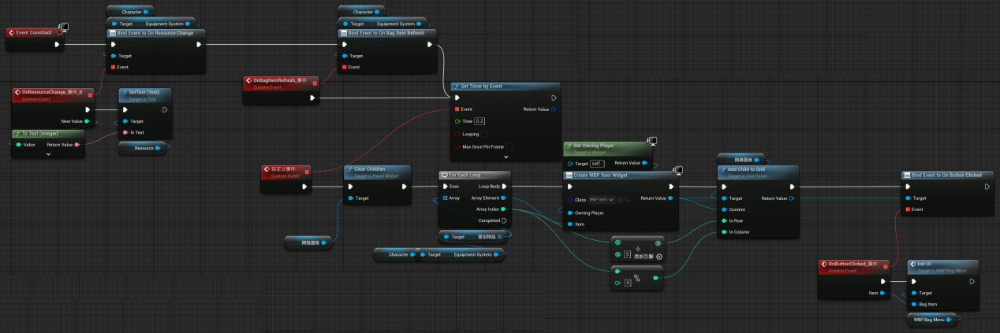 Character
Target Equipment System
Event Construct
Bind Event to On Resource Change
Target
Event
Character
Target Equipment System
Bind Event to On Bag Item Refresh
Target
Event
OnResourceChange_事件_0
Custom Event
New Value
To Text (Integer)
Value Return Value
SetText (Text)
Target is Text
Target
In Text
Resource
OnBagItemRefresh_事件
Custom Event
Set Timer by Event
Event Return Value
Time 0.2
Looping
Max Once Per Frame
自定义事件
Custom Event
Clear Children
Target is Panel Widget
Target
网格面板
For Each Loop
Exec Loop Body
Array Array Element
Array Index
Completed
Target 背包物品
Character
Target Equipment System
Get Owning Player
Target is Widget
Target self Return Value
Create WBP Item Widget
Class WBP Item Return Value
Owning Player
Item
÷
5 添加引脚
%
5
网格面板
Add Child to Grid
Target is Grid Panel
Target Return Value
Content
In Row
In Column
Bind Event to On Button Clicked
Target
Event
OnButtonClicked_事件
Custom Event
Item
Init UI
Target is WBP Bag Menu
Target
Bag Item
WBP Bag Menu